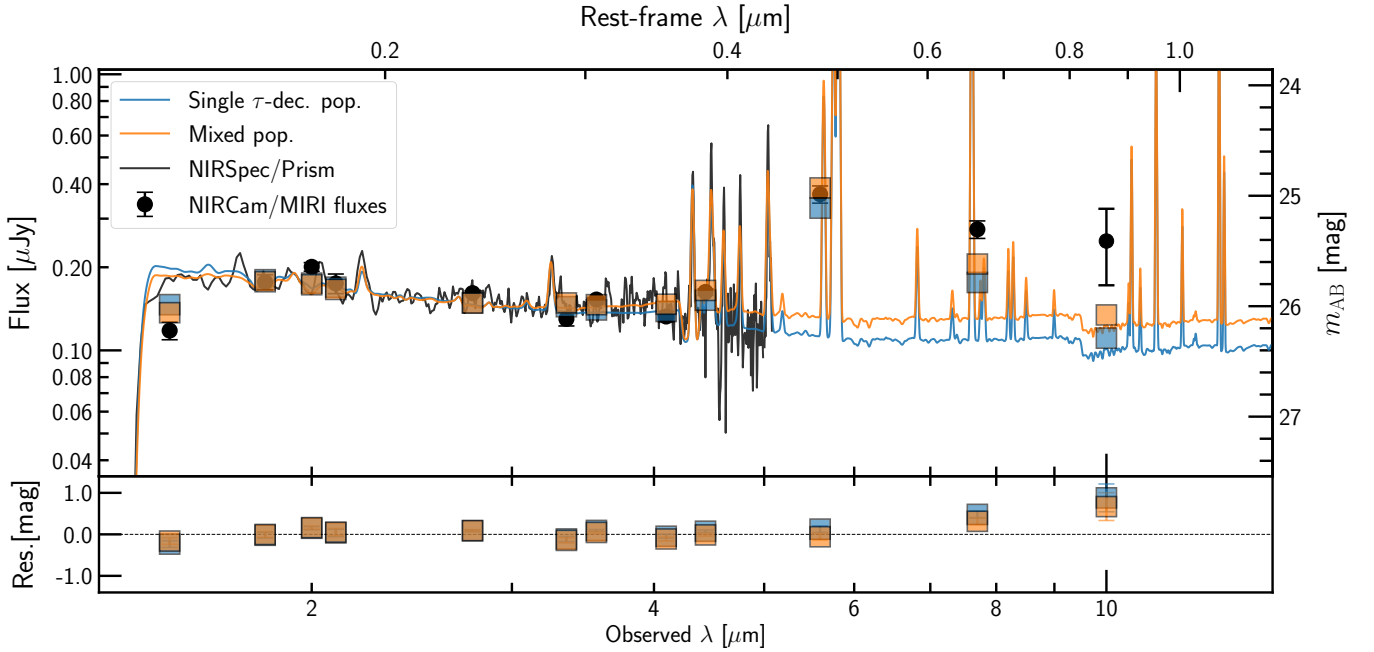 Rest-frame λ [μm]
0.2 0.4 0.6 0.8 1.0
Single τ-dec. pop.
Mixed pop.
NIRSpec/Prism
NIRCam/MIRI fluxes
Flux [μJy]
1.00
0.80
0.60
0.40
0.20
0.10
0.08
0.06
0.04
24
25
26
27
m_AB [mag]
Res.[mag]
1.0
0.0
-1.0
2 4 6 8 10
Observed λ [μm]